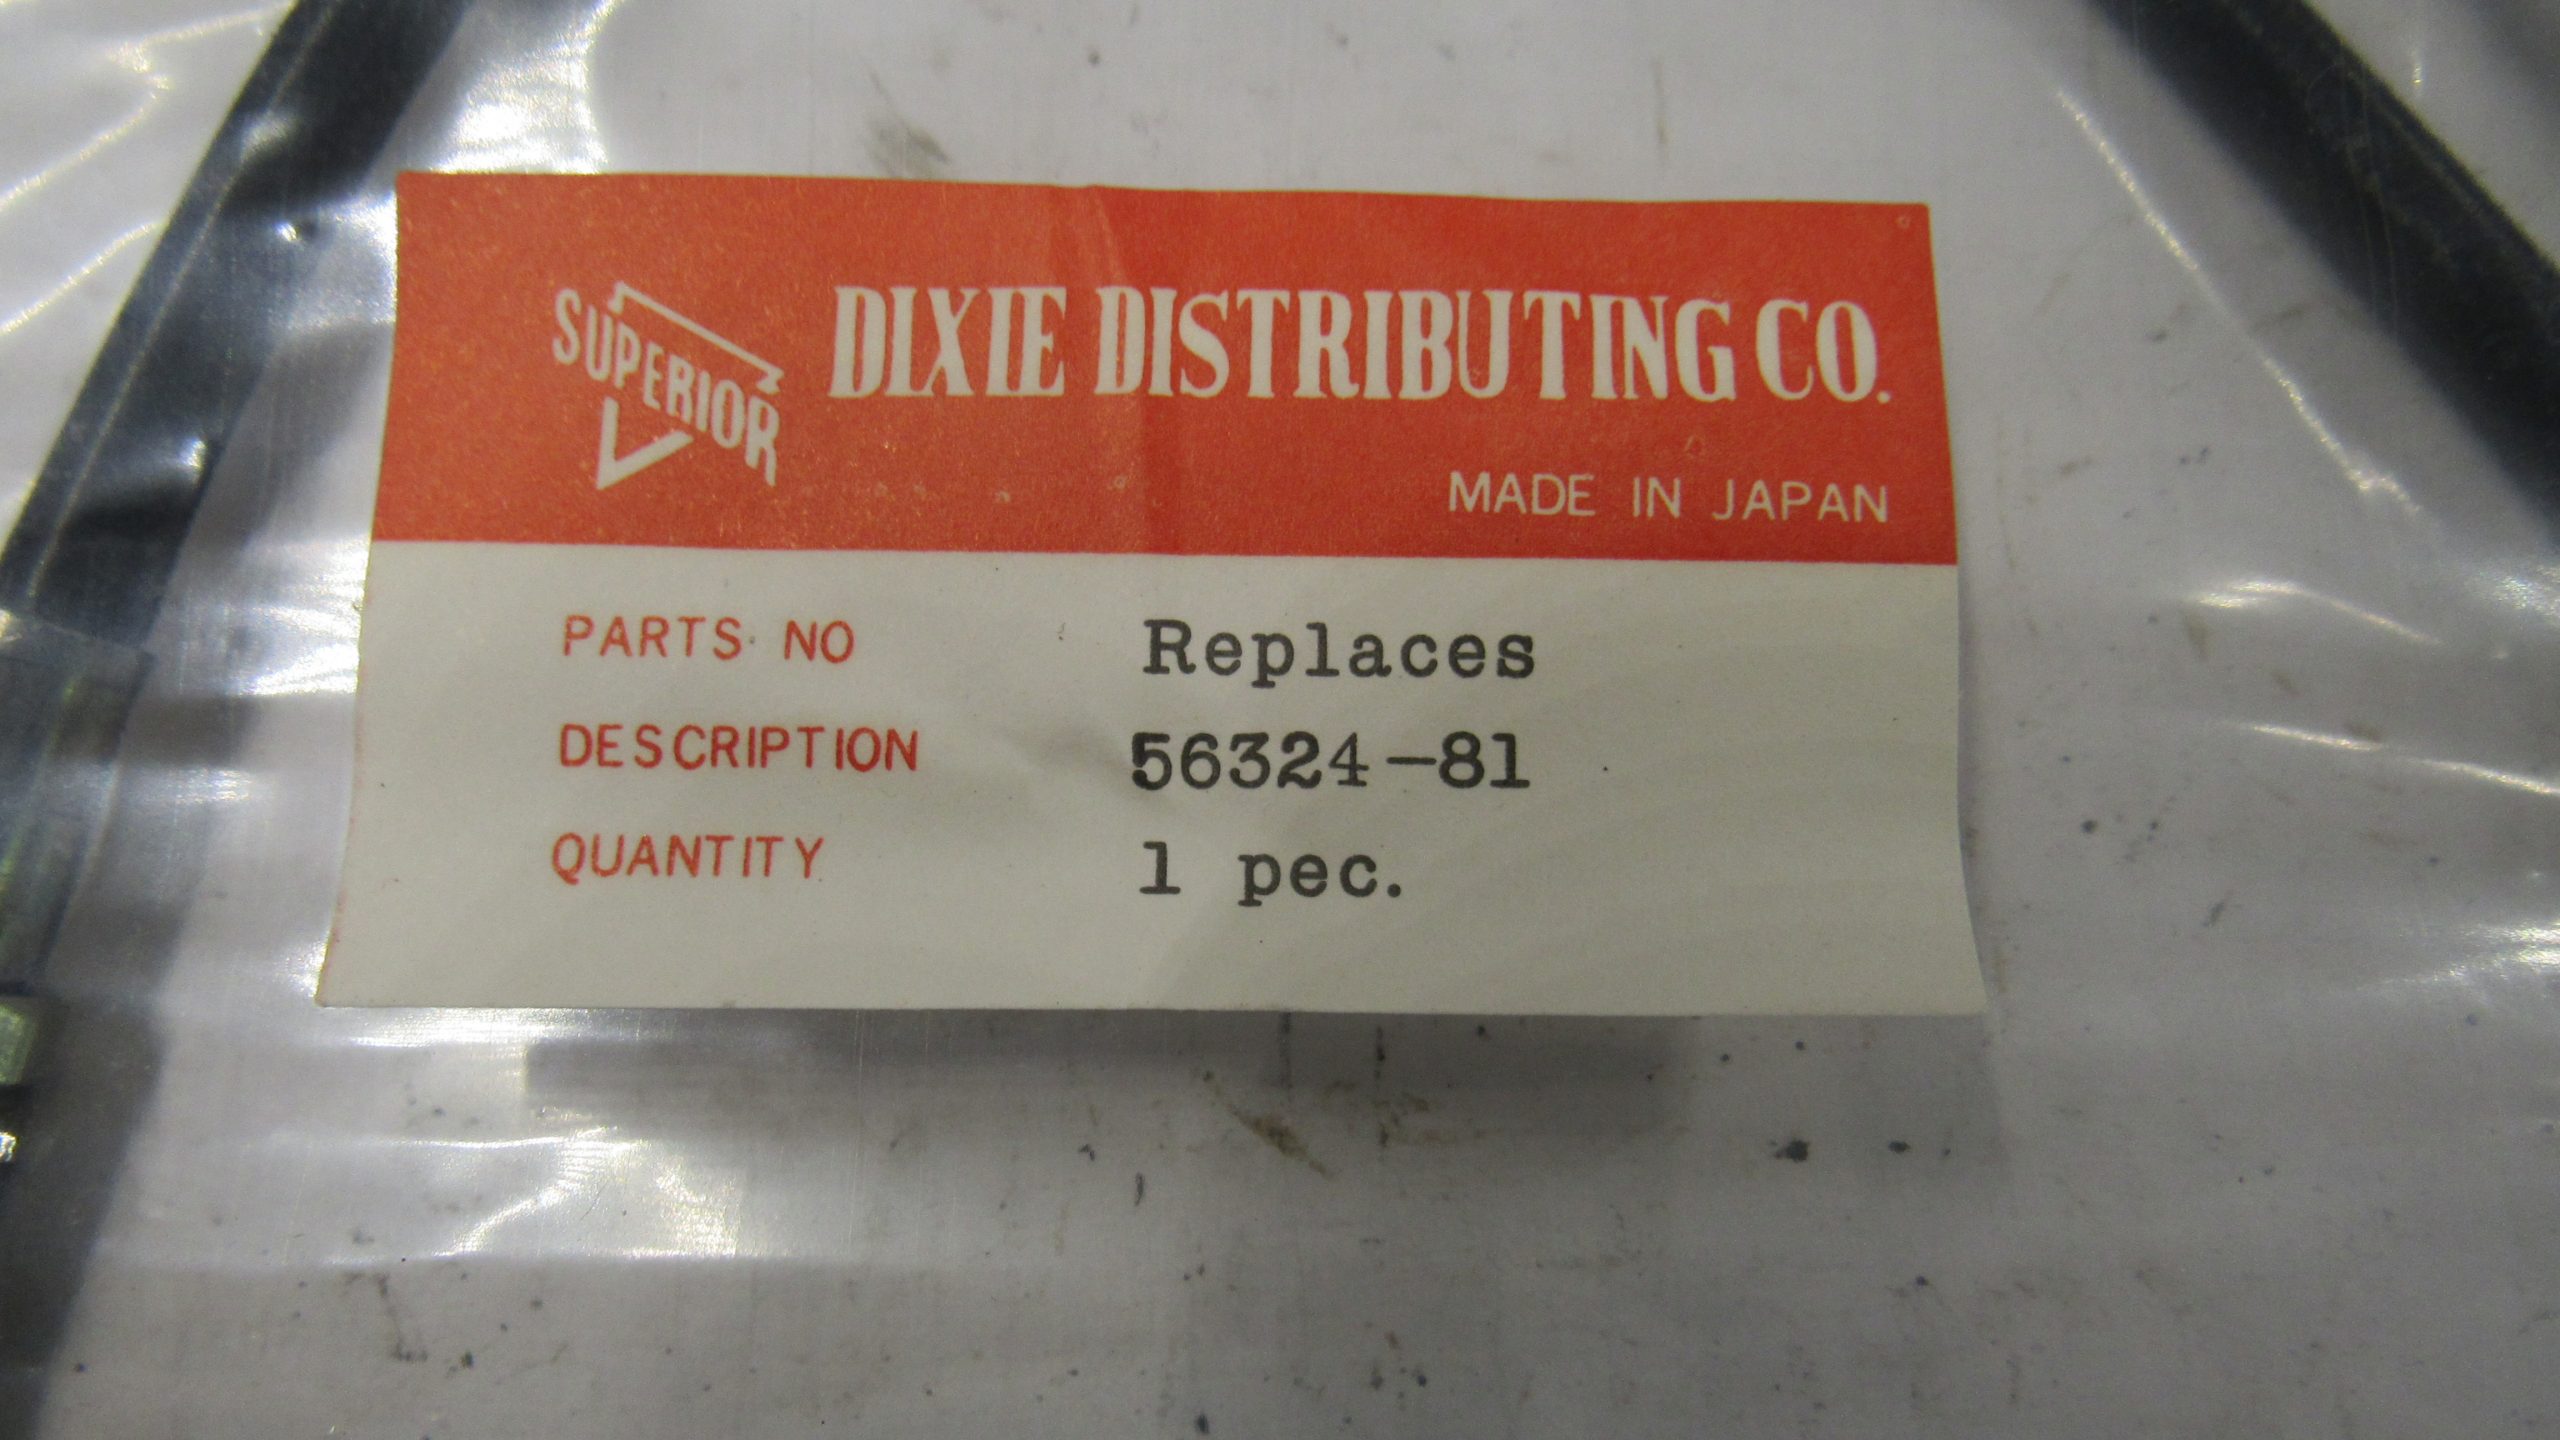 SUPERIOR
DIXIE DISTRIBUTING CO.
MADE IN JAPAN
PARTS NO Replaces
DESCRIPTION 56324-81
QUANTITY 1 pec.